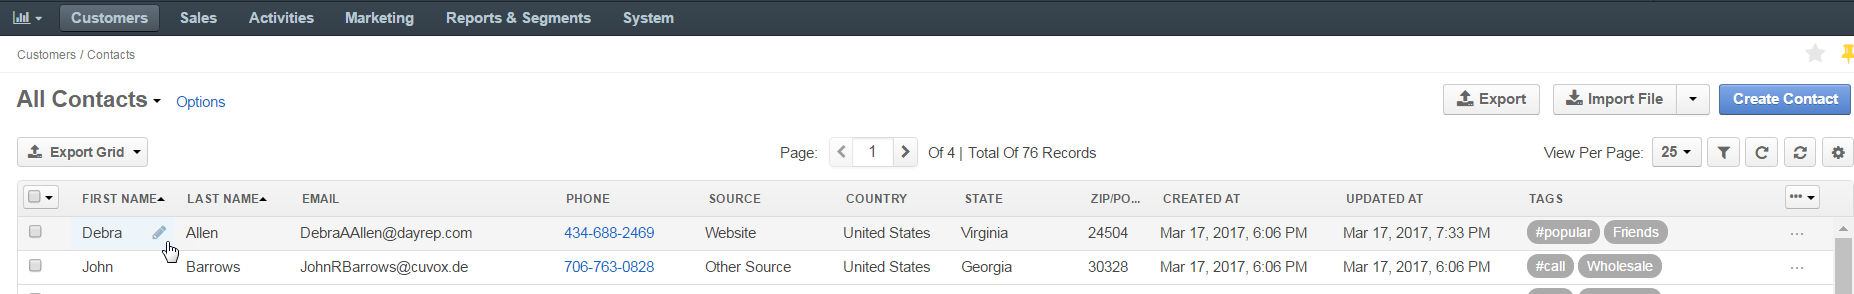 Customers Sales Activities Marketing Reports & Segments System
Customers / Contacts
All Contacts Options Export Import File Create Contact
Export Grid Page: 1 Of 4 | Total Of 76 Records View Per Page: 25
FIRST NAME LAST NAME EMAIL PHONE SOURCE COUNTRY STATE ZIP/PO... CREATED AT UPDATED AT TAGS
Debra Allen DebraAAllen@dayrep.com 434-688-2469 Website United States Virginia 24504 Mar 17, 2017, 6:06 PM Mar 17, 2017, 7:33 PM #popular Friends ...
John Barrows JohnRBarrows@cuvox.de 706-763-0828 Other Source United States Georgia 30328 Mar 17, 2017, 6:06 PM Mar 17, 2017, 6:06 PM #call Wholesale ...